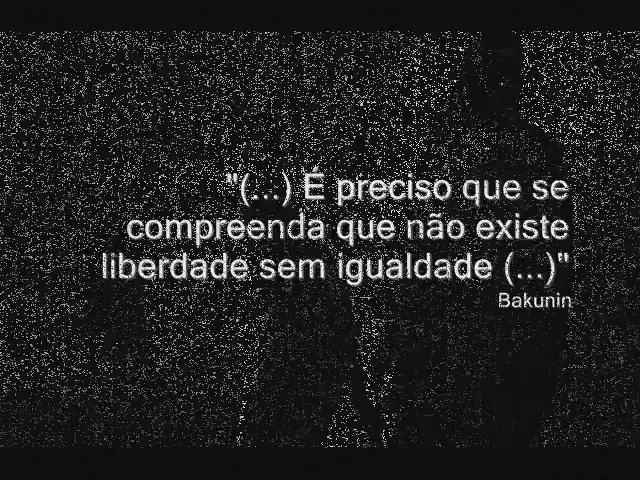 "(...) É preciso que se
compreenda que não existe
liberdade sem igualdade (...)"
Bakunin